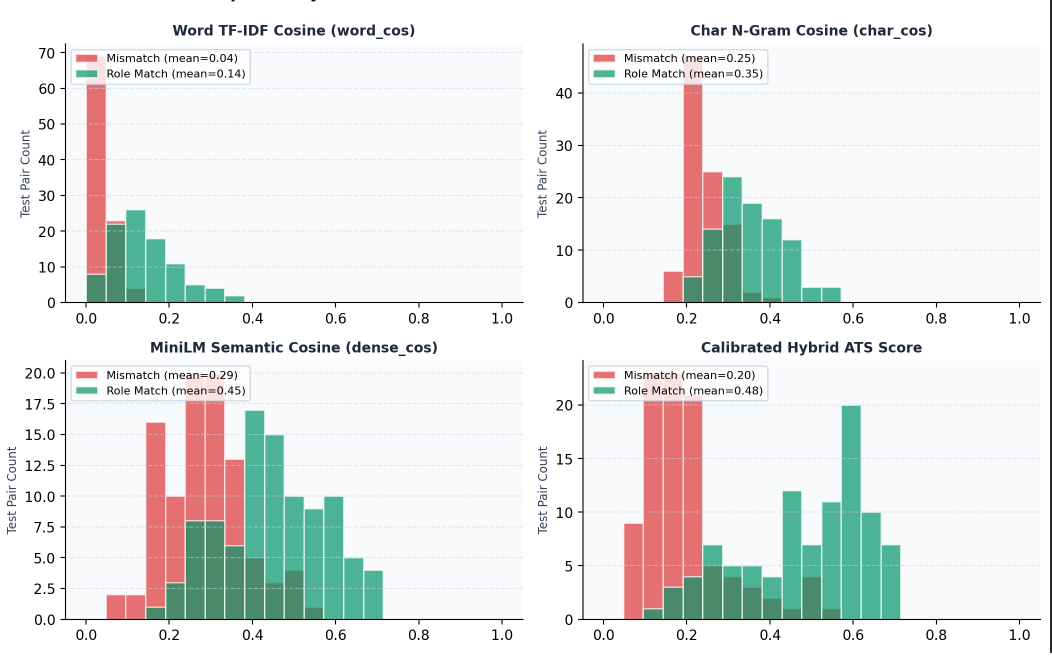 Word TF-IDF Cosine (word_cos)
Mismatch (mean=0.04)
Role Match (mean=0.14)
Test Pair Count
70
60
50
40
30
20
10
0
0.0 0.2 0.4 0.6 0.8 1.0
Char N-Gram Cosine (char_cos)
Mismatch (mean=0.25)
Role Match (mean=0.35)
Test Pair Count
40
30
20
10
0
0.0 0.2 0.4 0.6 0.8 1.0
MiniLM Semantic Cosine (dense_cos)
Mismatch (mean=0.29)
Role Match (mean=0.45)
Test Pair Count
20.0
17.5
15.0
12.5
10.0
7.5
5.0
2.5
0.0
0.0 0.2 0.4 0.6 0.8 1.0
Calibrated Hybrid ATS Score
Mismatch (mean=0.20)
Role Match (mean=0.48)
Test Pair Count
20
15
10
5
0
0.0 0.2 0.4 0.6 0.8 1.0